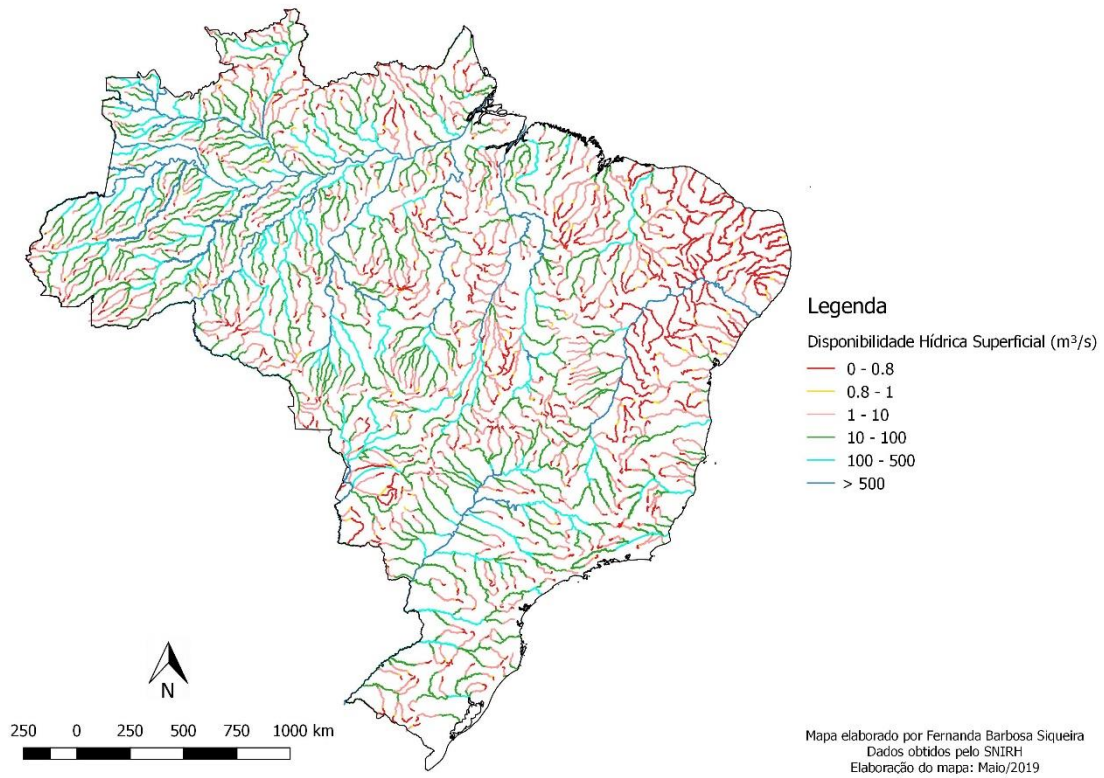 Legenda
Disponibilidade Hídrica Superficial (m³/s)
0 - 0.8
0.8 - 1
1 - 10
10 - 100
100 - 500
> 500
N
250 0 250 500 750 1000 km
Mapa elaborado por Fernanda Barbosa Siqueira
Dados obtidos pelo SNIRH
Elaboração do mapa: Maio/2019